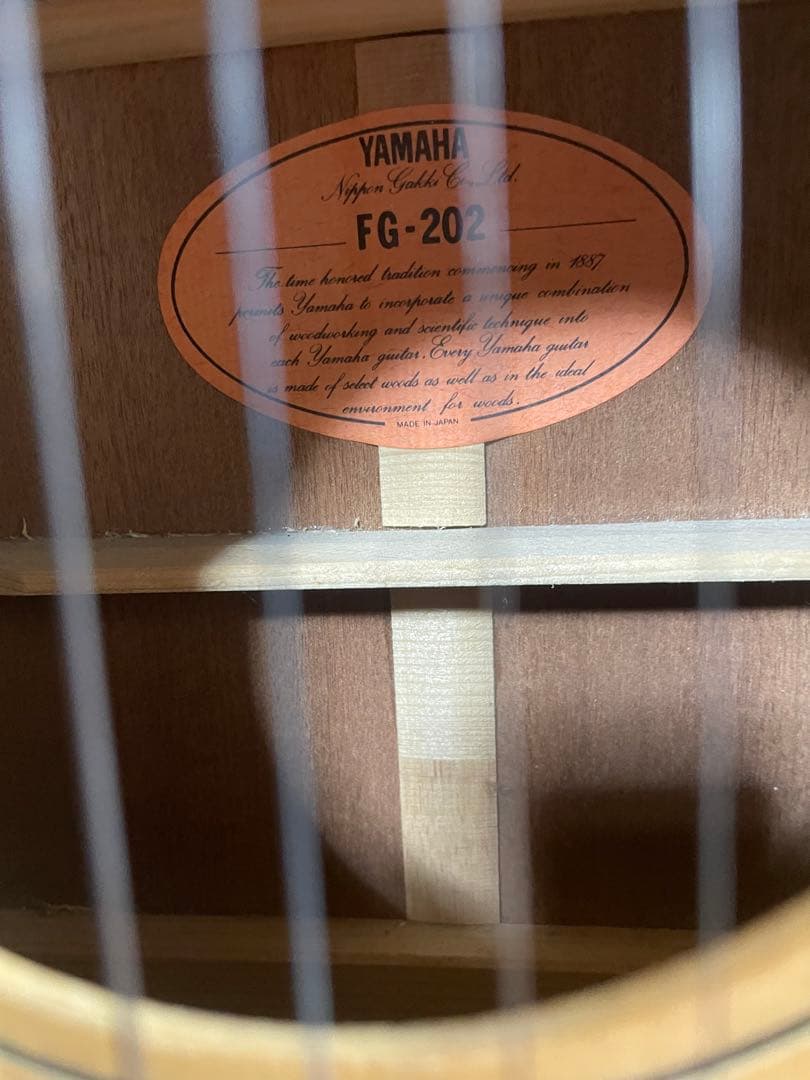 YAMAHA
Nippon Gakki Co., Ltd.
FG-202
The time honored tradition commencing in 1887
permits Yamaha to incorporate a unique combination
of woodworking and scientific technique into
each Yamaha guitar. Every Yamaha guitar
is made of select woods as well as in the ideal
environment for woods.
MADE IN JAPAN